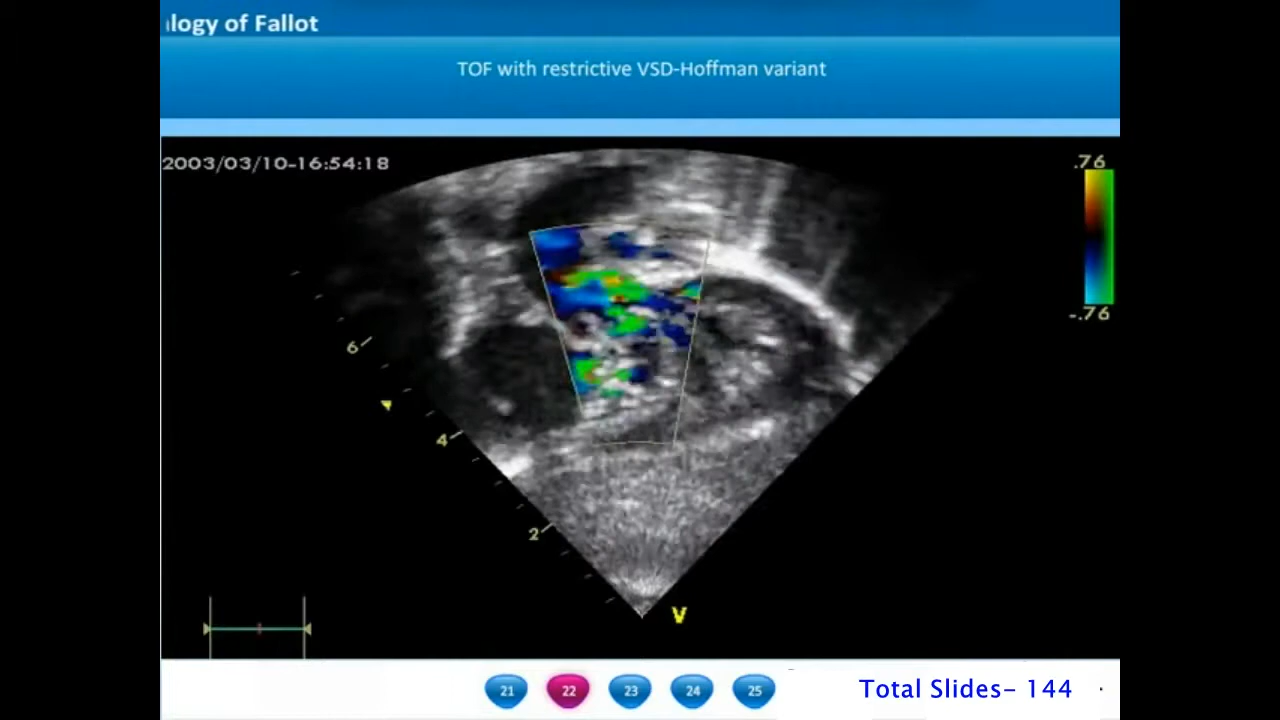 logy of Fallot
TOF with restrictive VSD-Hoffman variant
2003/03/10-16:54:18
.76
-.76
6
4
2
V
21 22 23 24 25
Total Slides- 144